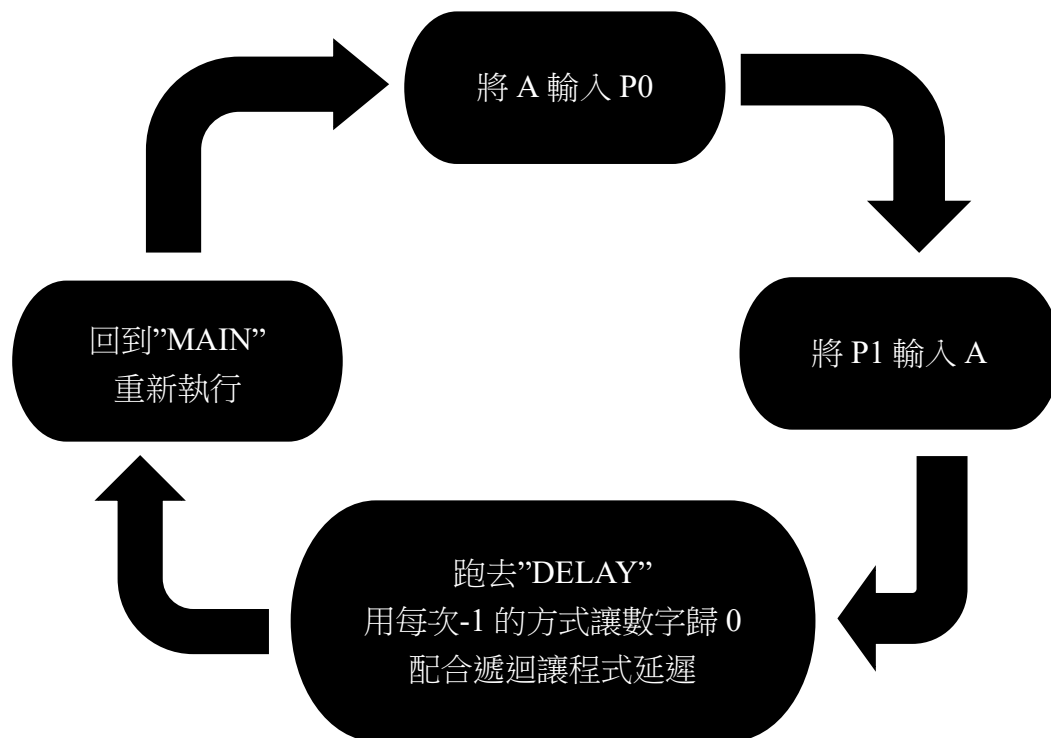 將 A 輸入 P0
將 P1 輸入 A
跑去”DELAY”
用每次-1 的方式讓數字歸 0
配合遞迴讓程式延遲
回到”MAIN”
重新執行